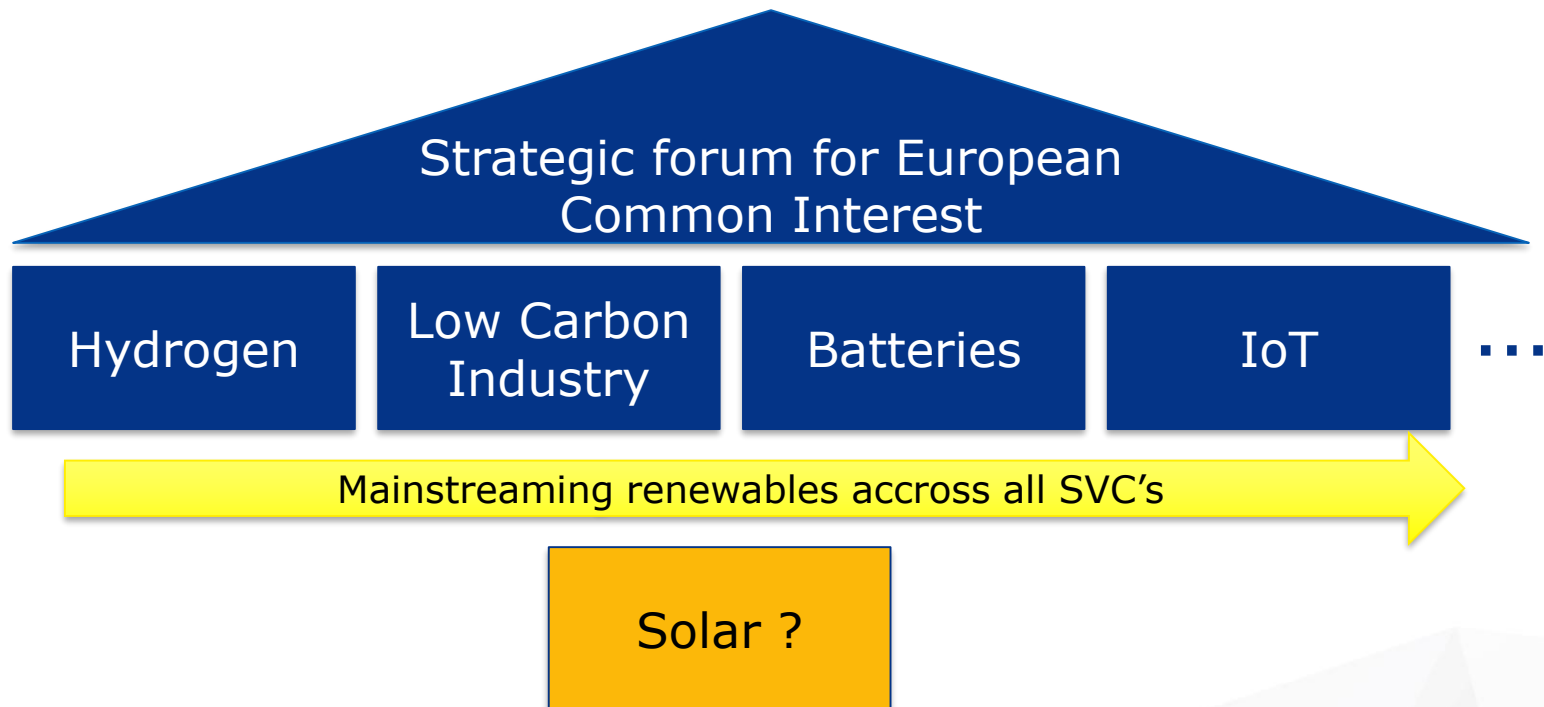 Strategic forum for European
Common Interest
Hydrogen
Low Carbon
Industry
Batteries
IoT
...
Mainstreaming renewables accross all SVC’s
Solar ?